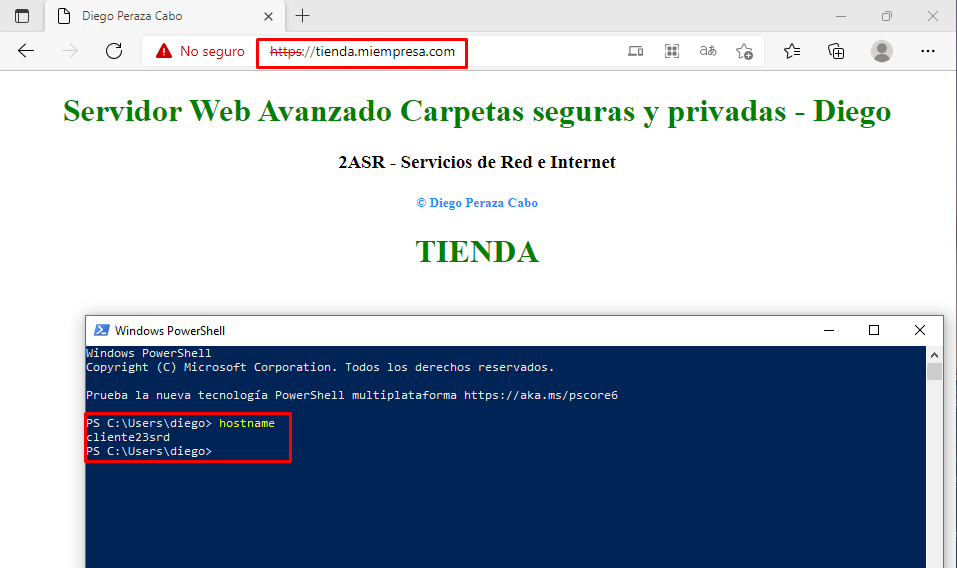 Diego Peraza Cabo
No seguro
https://tienda.miempresa.com
aあ
Servidor Web Avanzado Carpetas seguras y privadas - Diego
2ASR - Servicios de Red e Internet
© Diego Peraza Cabo
TIENDA
Windows PowerShell
Windows PowerShell
Copyright (C) Microsoft Corporation. Todos los derechos reservados.
Prueba la nueva tecnología PowerShell multiplataforma https://aka.ms/pscore6
PS C:\Users\diego> hostname
cliente23srd
PS C:\Users\diego>